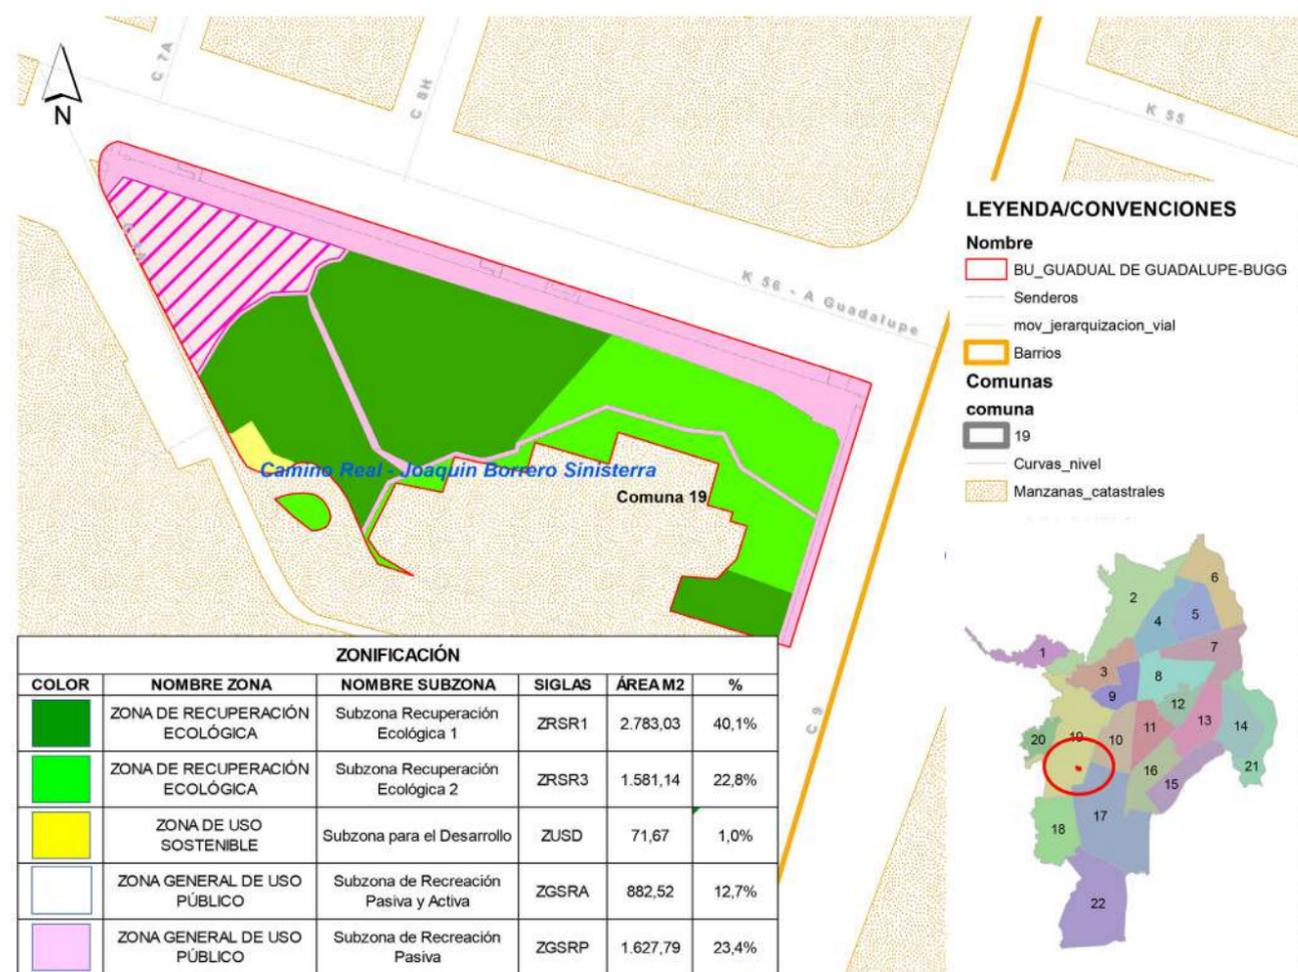 C 7A
C 8H
K 55
N
K 56 - A Guadalupe
Camino Real - Joaquin Borrero Sinisterra
Comuna 19
C 9
LEYENDA/CONVENCIONES
Nombre
BU_GUADUAL DE GUADALUPE-BUGG
Senderos
mov_jerarquizacion_vial
Barrios
Comunas
comuna
19
Curvas_nivel
Manzanas_catastrales
ZONIFICACIÓN
COLOR NOMBRE ZONA NOMBRE SUBZONA SIGLAS ÁREA M2 %
ZONA DE RECUPERACIÓN ECOLÓGICA Subzona Recuperación Ecológica 1 ZRSR1 2.783,03 40,1%
ZONA DE RECUPERACIÓN ECOLÓGICA Subzona Recuperación Ecológica 2 ZRSR3 1.581,14 22,8%
ZONA DE USO SOSTENIBLE Subzona para el Desarrollo ZUSD 71,67 1,0%
ZONA GENERAL DE USO PÚBLICO Subzona de Recreación Pasiva y Activa ZGSRA 882,52 12,7%
ZONA GENERAL DE USO PÚBLICO Subzona de Recreación Pasiva ZGSRP 1.627,79 23,4%
6
2
5
4
7
1
3
8
9
12
13
14
11
10
19
20
21
16
15
17
18
22